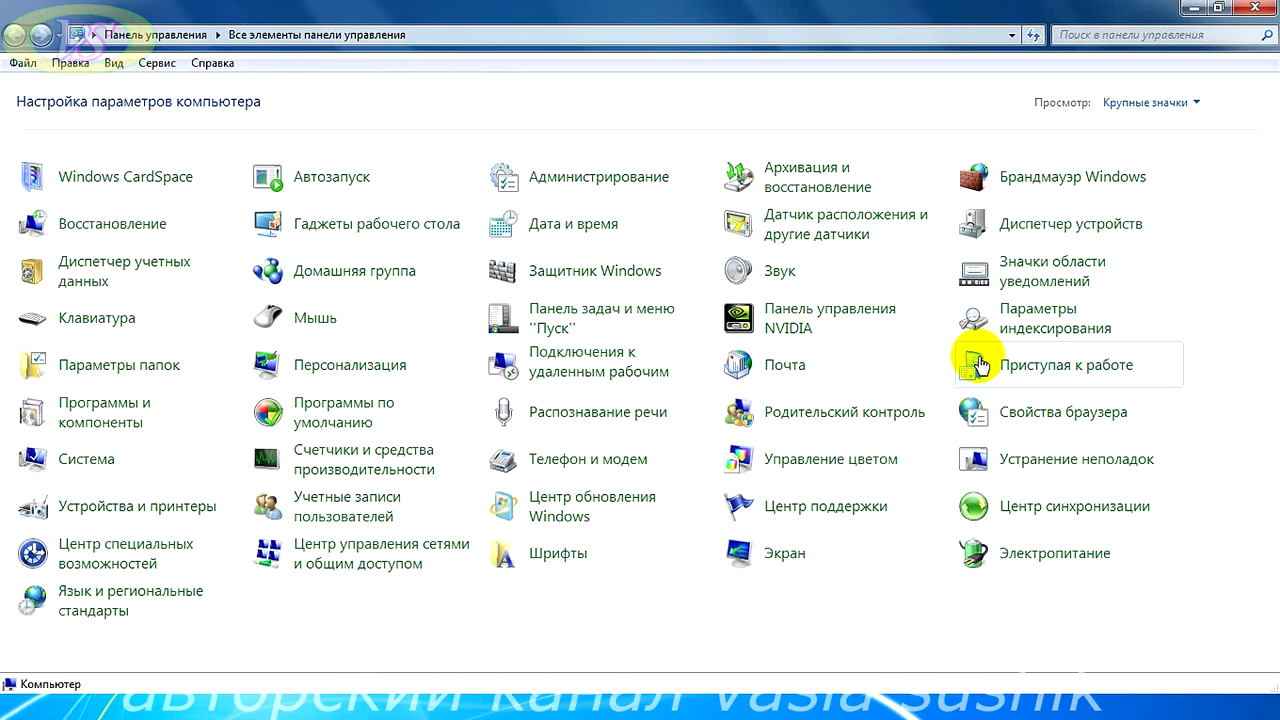 Панель управления Все элементы панели управления
Поиск в панели управления
Файл Правка Вид Сервис Справка
Настройка параметров компьютера
Просмотр: Крупные значки
Windows CardSpace
Автозапуск
Администрирование
Архивация и
восстановление
Брандмауэр Windows
Восстановление
Гаджеты рабочего стола
Дата и время
Датчик расположения и
другие датчики
Диспетчер устройств
Диспетчер учетных
данных
Домашняя группа
Защитник Windows
Звук
Значки области
уведомлений
Клавиатура
Мышь
Панель задач и меню
''Пуск''
Панель управления
NVIDIA
Параметры
индексирования
Параметры папок
Персонализация
Подключения к
удаленным рабочим
Почта
Приступая к работе
Программы и
компоненты
Программы по
умолчанию
Распознавание речи
Родительский контроль
Свойства браузера
Система
Счетчики и средства
производительности
Телефон и модем
Управление цветом
Устранение неполадок
Устройства и принтеры
Учетные записи
пользователей
Центр обновления
Windows
Центр поддержки
Центр синхронизации
Центр специальных
возможностей
Центр управления сетями
и общим доступом
Шрифты
Экран
Электропитание
Язык и региональные
стандарты
Компьютер
авторский канал vasia sushik